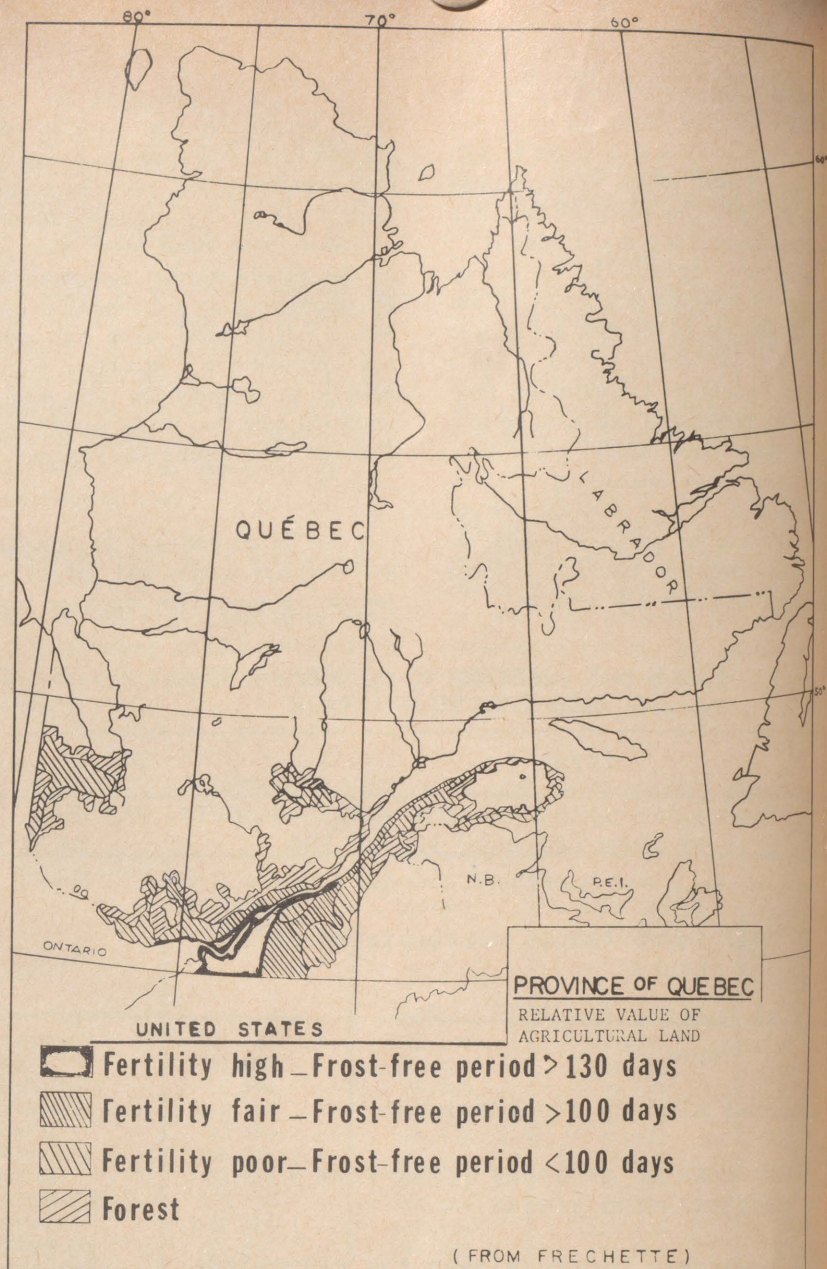 80° 70° 60°
60°
QUÉBEC
LABRADOR
50°
N.B.
P.E.I.
ONTARIO
PROVINCE OF QUEBEC
RELATIVE VALUE OF
AGRICULTURAL LAND
UNITED STATES
Fertility high — Frost-free period > 130 days
Fertility fair — Frost-free period >100 days
Fertility poor — Frost-free period <100 days
Forest
(FROM FRECHETTE)